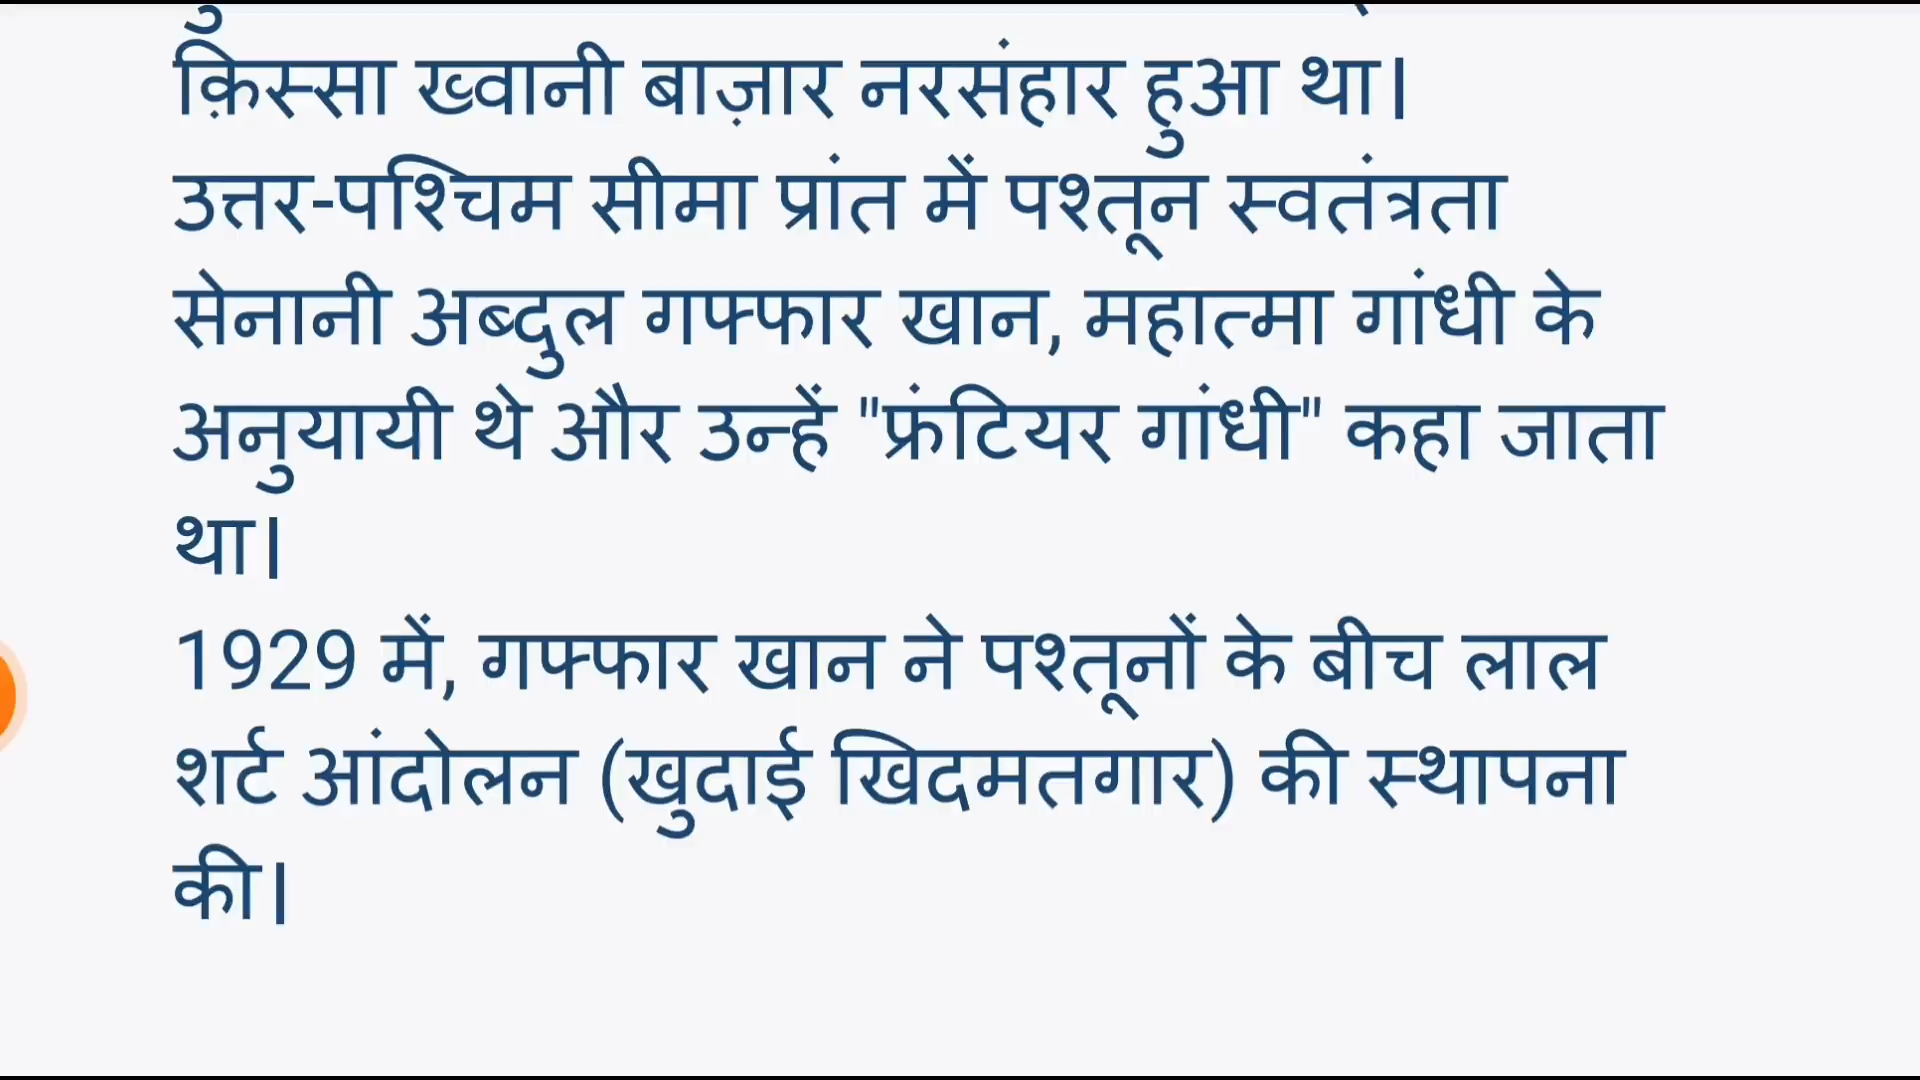 क़िस्सा ख्वानी बाज़ार नरसंहार हुआ था।
उत्तर-पश्चिम सीमा प्रांत में पश्तून स्वतंत्रता
सेनानी अब्दुल गफ्फार खान, महात्मा गांधी के
अनुयायी थे और उन्हें "फ्रंटियर गांधी" कहा जाता
था।
1929 में, गफ्फार खान ने पश्तूनों के बीच लाल
शर्ट आंदोलन (खुदाई खिदमतगार) की स्थापना
की।